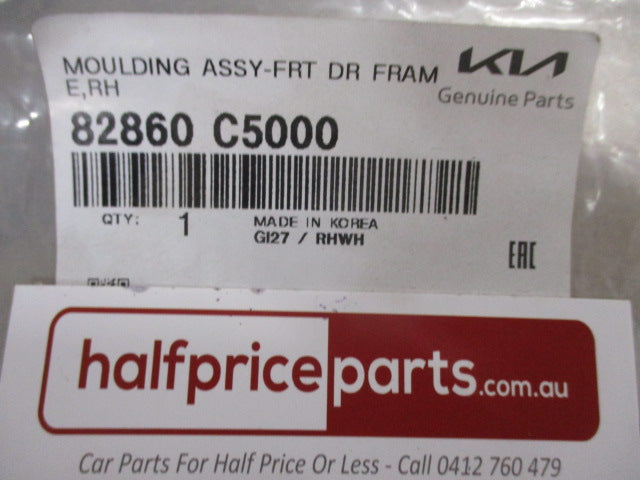 MOULDING ASSY-FRT DR FRAM
E,RH
KIA
Genuine Parts
82860 C5000
QTY: 1 MADE IN KOREA
GI27 / RHWH
EAC
halfpriceparts.com.au
Car Parts For Half Price Or Less - Call 0412 760 479